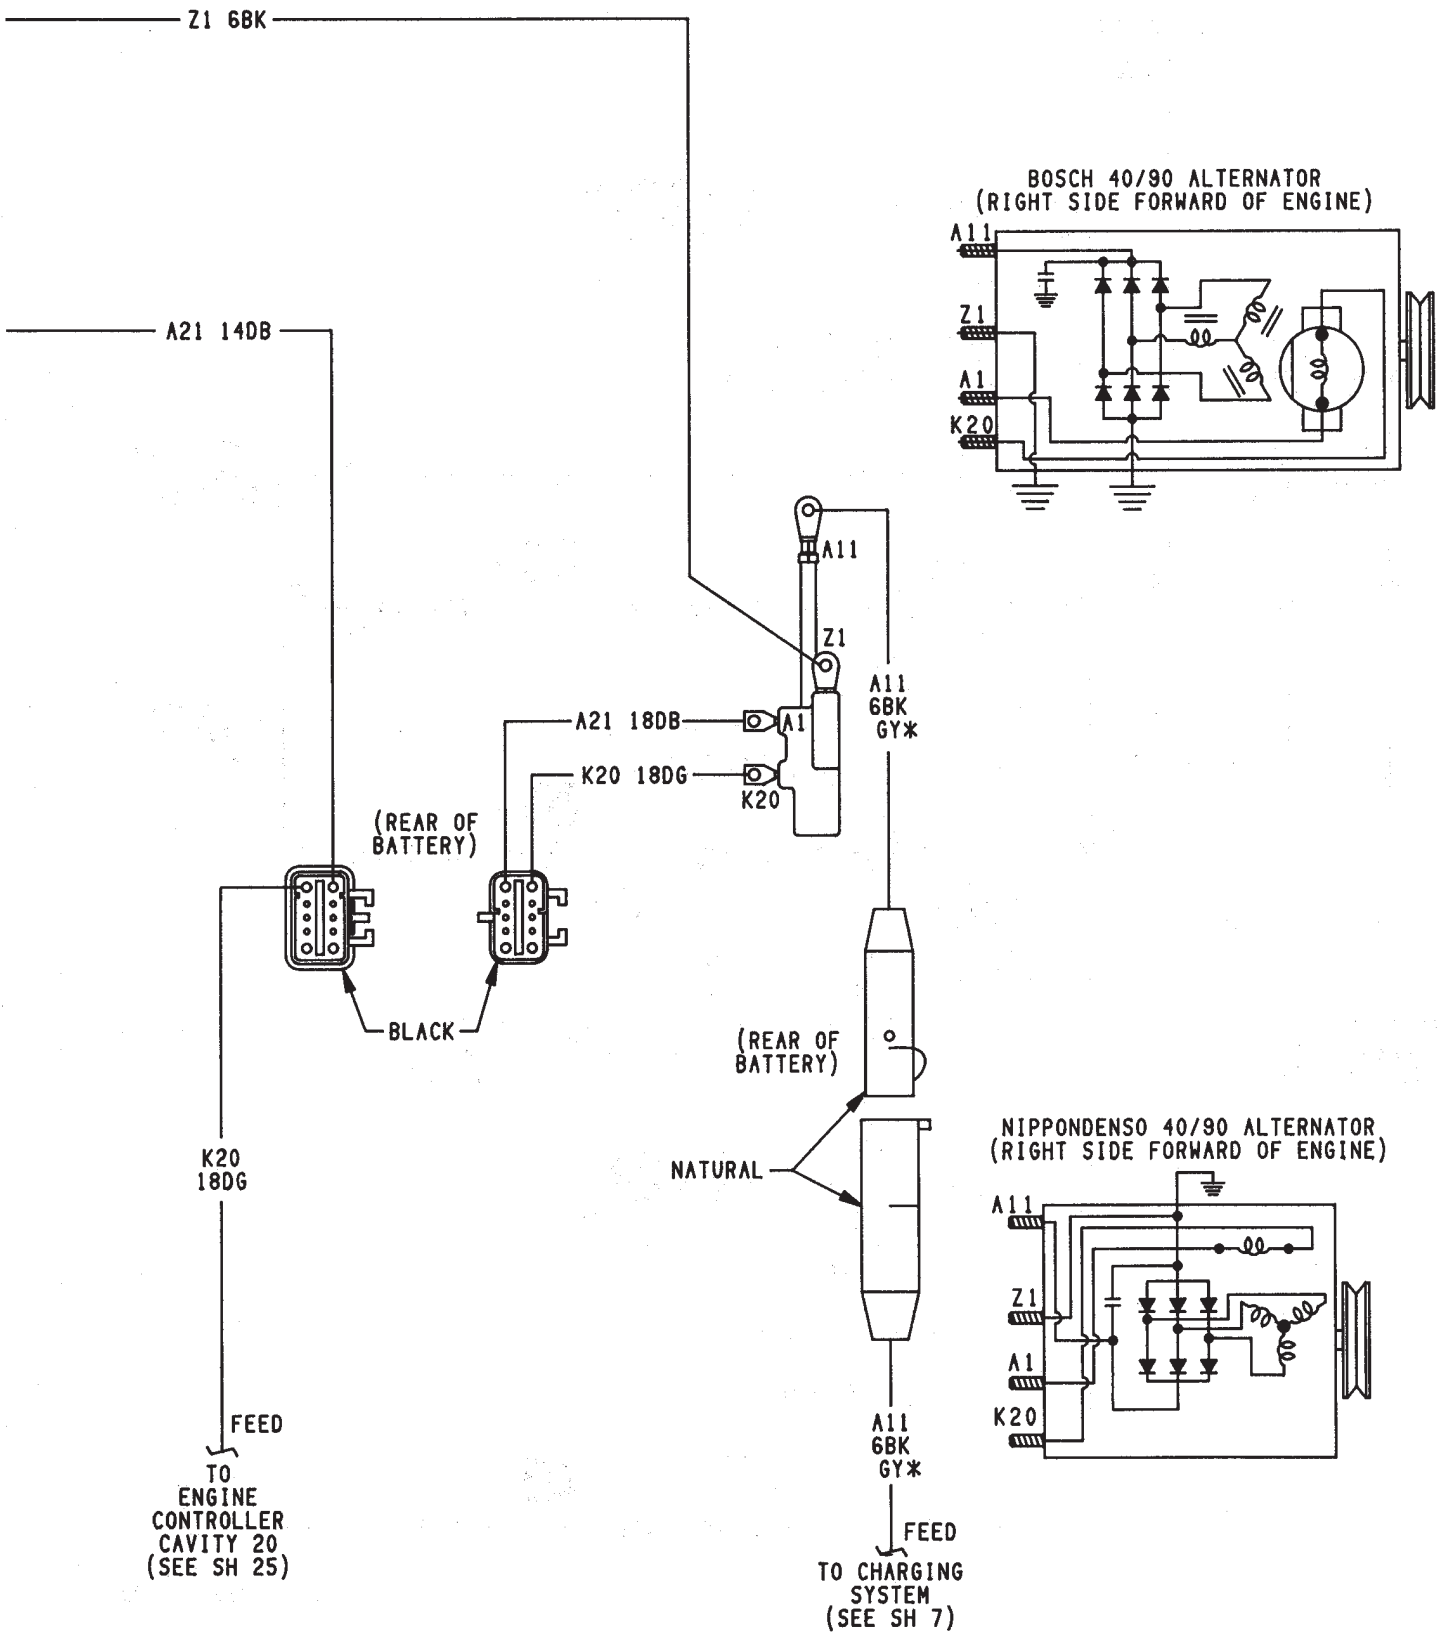 Z1 6BK
BOSCH 40/90 ALTERNATOR
(RIGHT SIDE FORWARD OF ENGINE)
A11
Z1
A1
K20
A21 14DB
A11
Z1
A11
6BK
GY*
A21 18DB
A1
K20 18DG
K20
(REAR OF
BATTERY)
BLACK
(REAR OF
BATTERY)
NATURAL
NIPPONDENSO 40/90 ALTERNATOR
(RIGHT SIDE FORWARD OF ENGINE)
A11
Z1
A1
K20
K20
18DG
FEED
TO
ENGINE
CONTROLLER
CAVITY 20
(SEE SH 25)
A11
6BK
GY*
FEED
TO CHARGING
SYSTEM
(SEE SH 7)